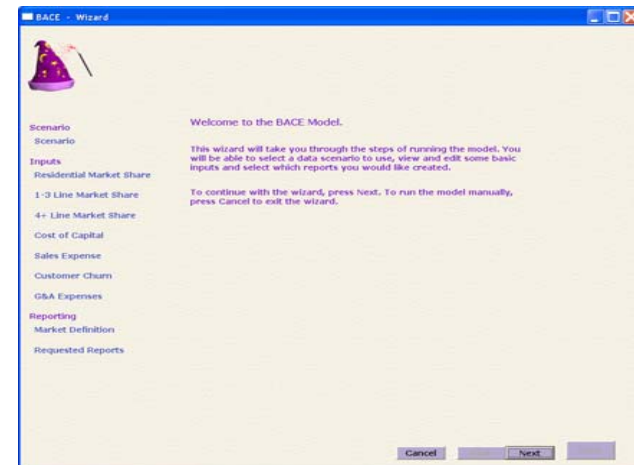 BACE - Wizard
Welcome to the BACE Model.
This wizard will take you through the steps of running the model. You
will be able to select a data scenario to use, view and edit some basic
inputs and select which reports you would like created.
To continue with the wizard, press Next. To run the model manually,
press Cancel to exit the wizard.
Scenario
Scenario
Inputs
Residential Market Share
1-3 Line Market Share
4+ Line Market Share
Cost of Capital
Sales Expense
Customer Churn
G&A Expenses
Reporting
Market Definition
Requested Reports
Cancel
Next